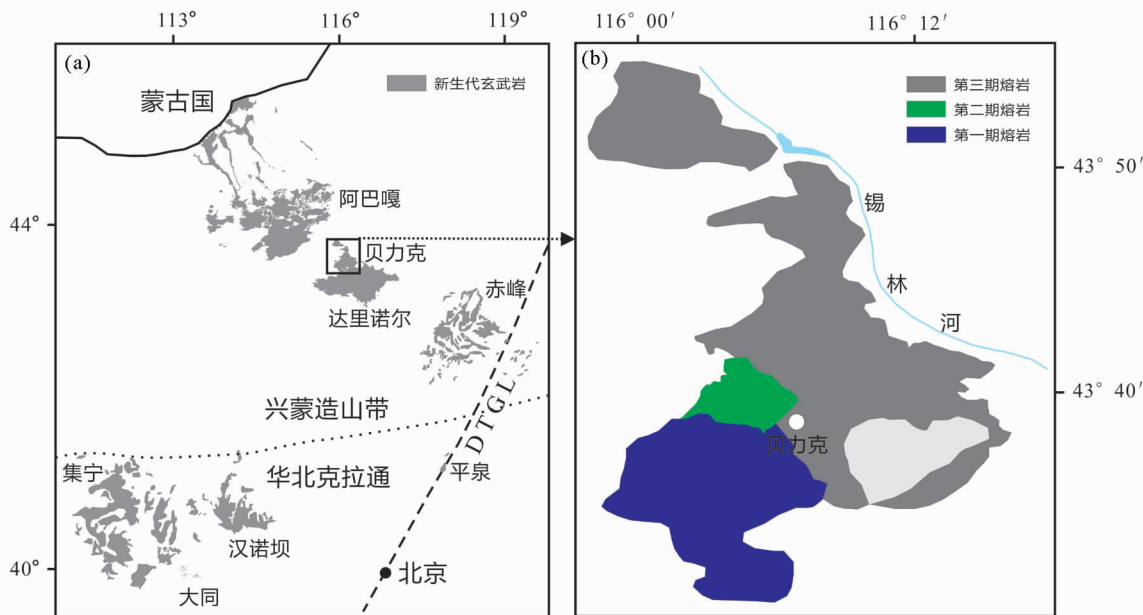 113°
116°
119°
(a)
新生代玄武岩
蒙古国
阿巴嘎
44°
贝力克
赤峰
达里诺尔
DTGL
兴蒙造山带
平泉
集宁
华北克拉通
汉诺坝
40°
北京
大同
116° 00′
116° 12′
(b)
第三期熔岩
第二期熔岩
第一期熔岩
43° 50′
锡
林
河
43° 40′
贝力克